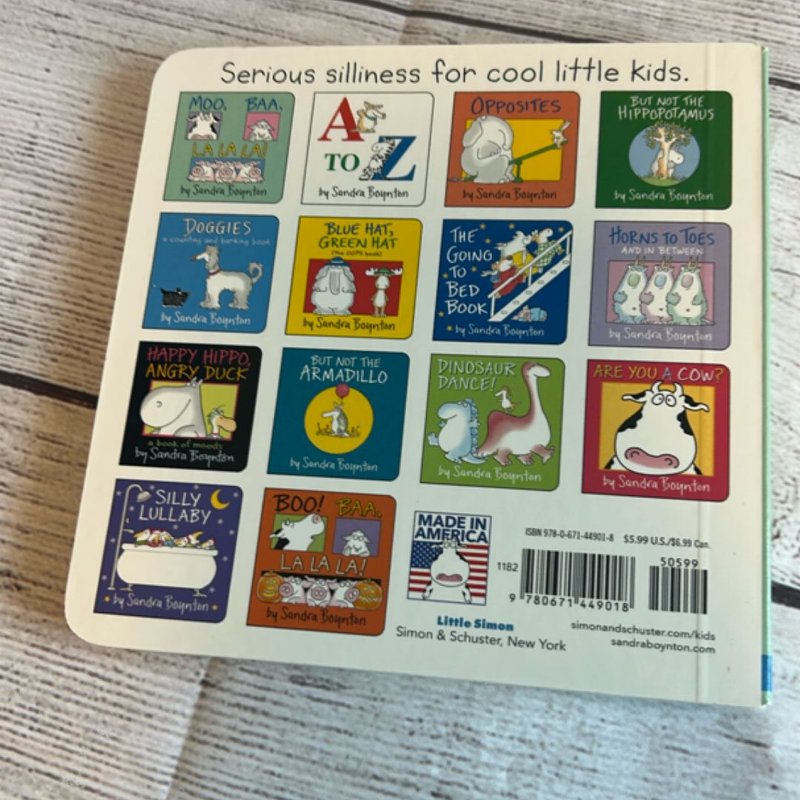 Serious silliness for cool little kids.
MOO, BAA,
LA LA LA!
by Sandra Boynton
A
TO
Z
by Sandra Boynton
OPPOSITES
by Sandra Boynton
BUT NOT THE
HIPPOPOTAMUS
by Sandra Boynton
DOGGIES
a counting and barking book
by Sandra Boynton
BLUE HAT,
GREEN HAT
(the OOPS book)
by Sandra Boynton
THE
GOING
TO
BED
BOOK
by Sandra Boynton
HORNS TO TOES
AND IN BETWEEN
by Sandra Boynton
HAPPY HIPPO,
ANGRY DUCK
a book of moods
by Sandra Boynton
BUT NOT THE
ARMADILLO
by Sandra Boynton
DINOSAUR
DANCE!
by Sandra Boynton
ARE YOU A COW?
by Sandra Boynton
SILLY
LULLABY
by Sandra Boynton
BOO! BAA,
LA LA LA!
by Sandra Boynton
MADE IN
AMERICA
ISBN 978-0-671-44901-8 $5.99 U.S./$6.99 Can.
1182
50599
9 780671 449018
Little Simon
Simon & Schuster, New York
simonandschuster.com/kids
sandraboynton.com